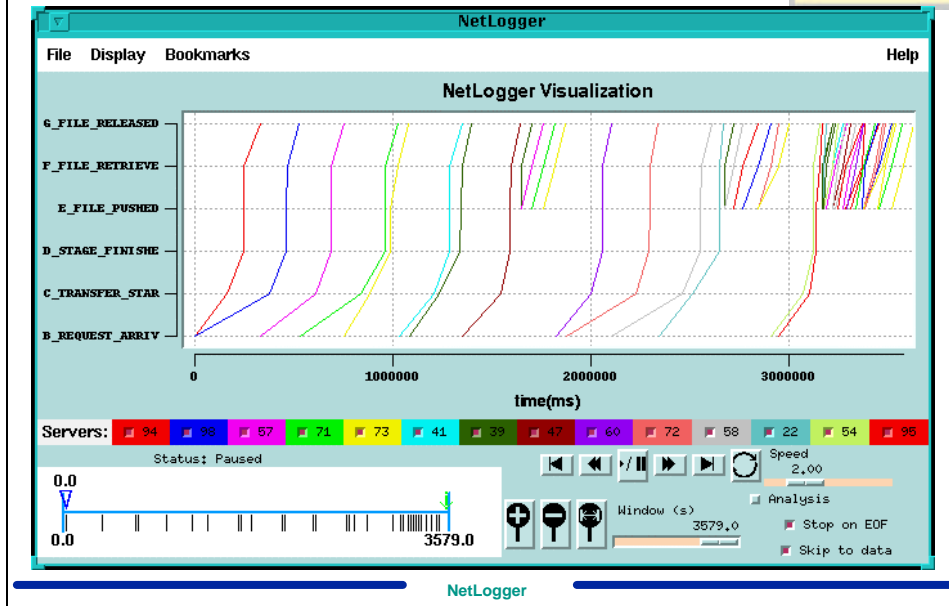 NetLogger
File Display Bookmarks Help
NetLogger Visualization
G_FILE_RELEASED
F_FILE_RETRIEVE
E_FILE_PUSHED
D_STAGE_FINISHE
C_TRANSFER_STAR
B_REQUEST_ARRIV
0 1000000 2000000 3000000
time(ms)
Servers: 94 98 57 71 73 41 39 47 60 72 58 22 54 95
Status: Paused
Speed
2.00
0.0
0.0 3579.0
Window (s)
3579.0
Analysis
Stop on EOF
Skip to data
NetLogger